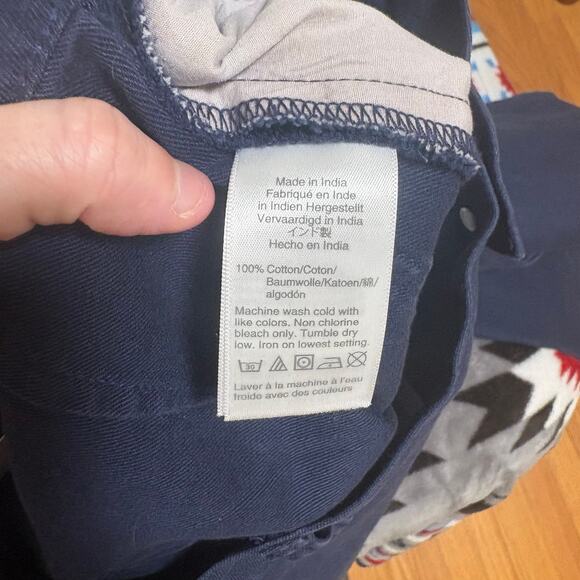 Made in India
Fabriqué en Inde
in Indien Hergestellt
Vervaardigd in India
インド製
Hecho en India
100% Cotton/Coton/
Baumwolle/Katoen/綿/
algodón
Machine wash cold with
like colors. Non chlorine
bleach only. Tumble dry
low. Iron on lowest setting.
30
Laver à la machine à l'eau
froide avec des couleurs